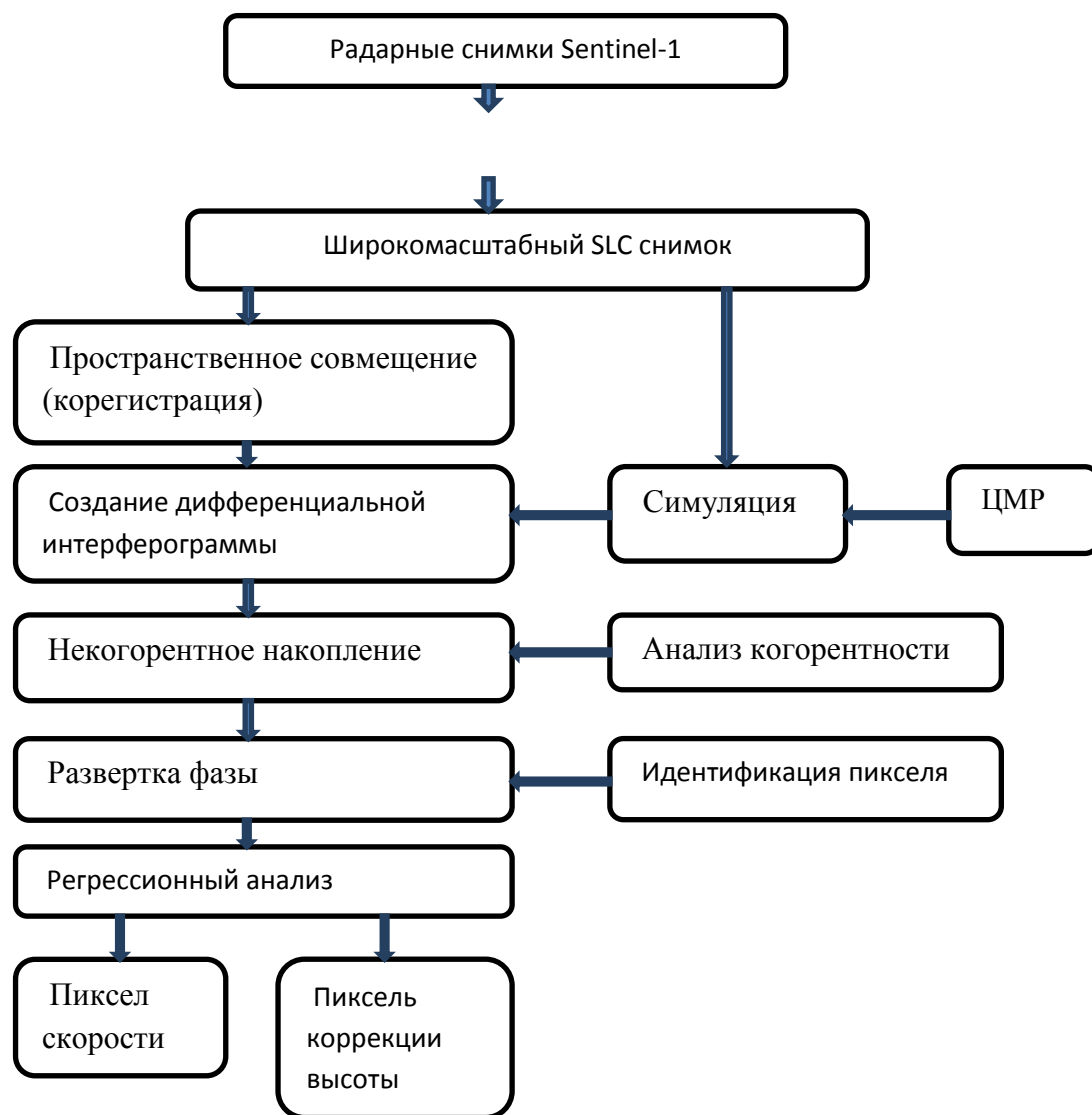 Радарные снимки Sentinel-1
Широкомасштабный SLC снимок
Пространственное совмещение
(корегистрация)
Создание дифференциальной
интерферограммы
Симуляция
ЦМР
Некогорентное накопление
Анализ когорентности
Развертка фазы
Идентификация пикселя
Регрессионный анализ
Пиксел
скорости
Пиксель
коррекции
высоты